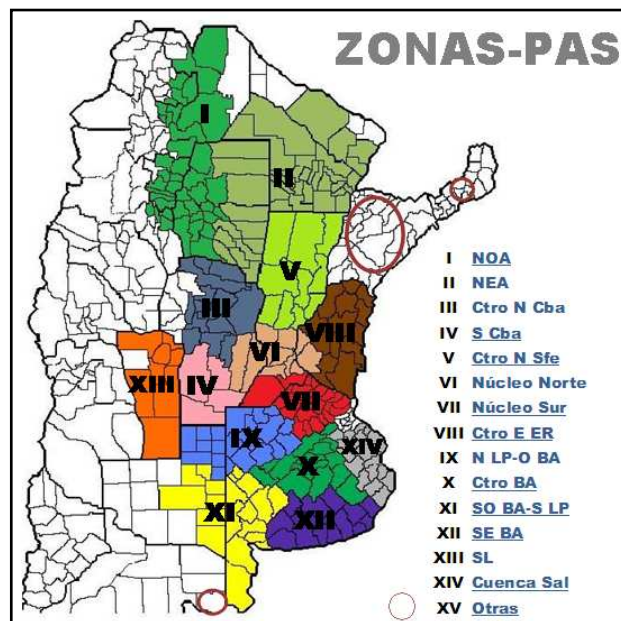 ZONAS-PAS
I
II
V
III
VIII
VI
XIII
IV
VII
IX
XIV
X
XI
XII
I NOA
II NEA
III Ctro N Cba
IV S Cba
V Ctro N Sfe
VI Núcleo Norte
VII Núcleo Sur
VIII Ctro E ER
IX N LP-O BA
X Ctro BA
XI SO BA-S LP
XII SE BA
XIII SL
XIV Cuenca Sal
XV Otras